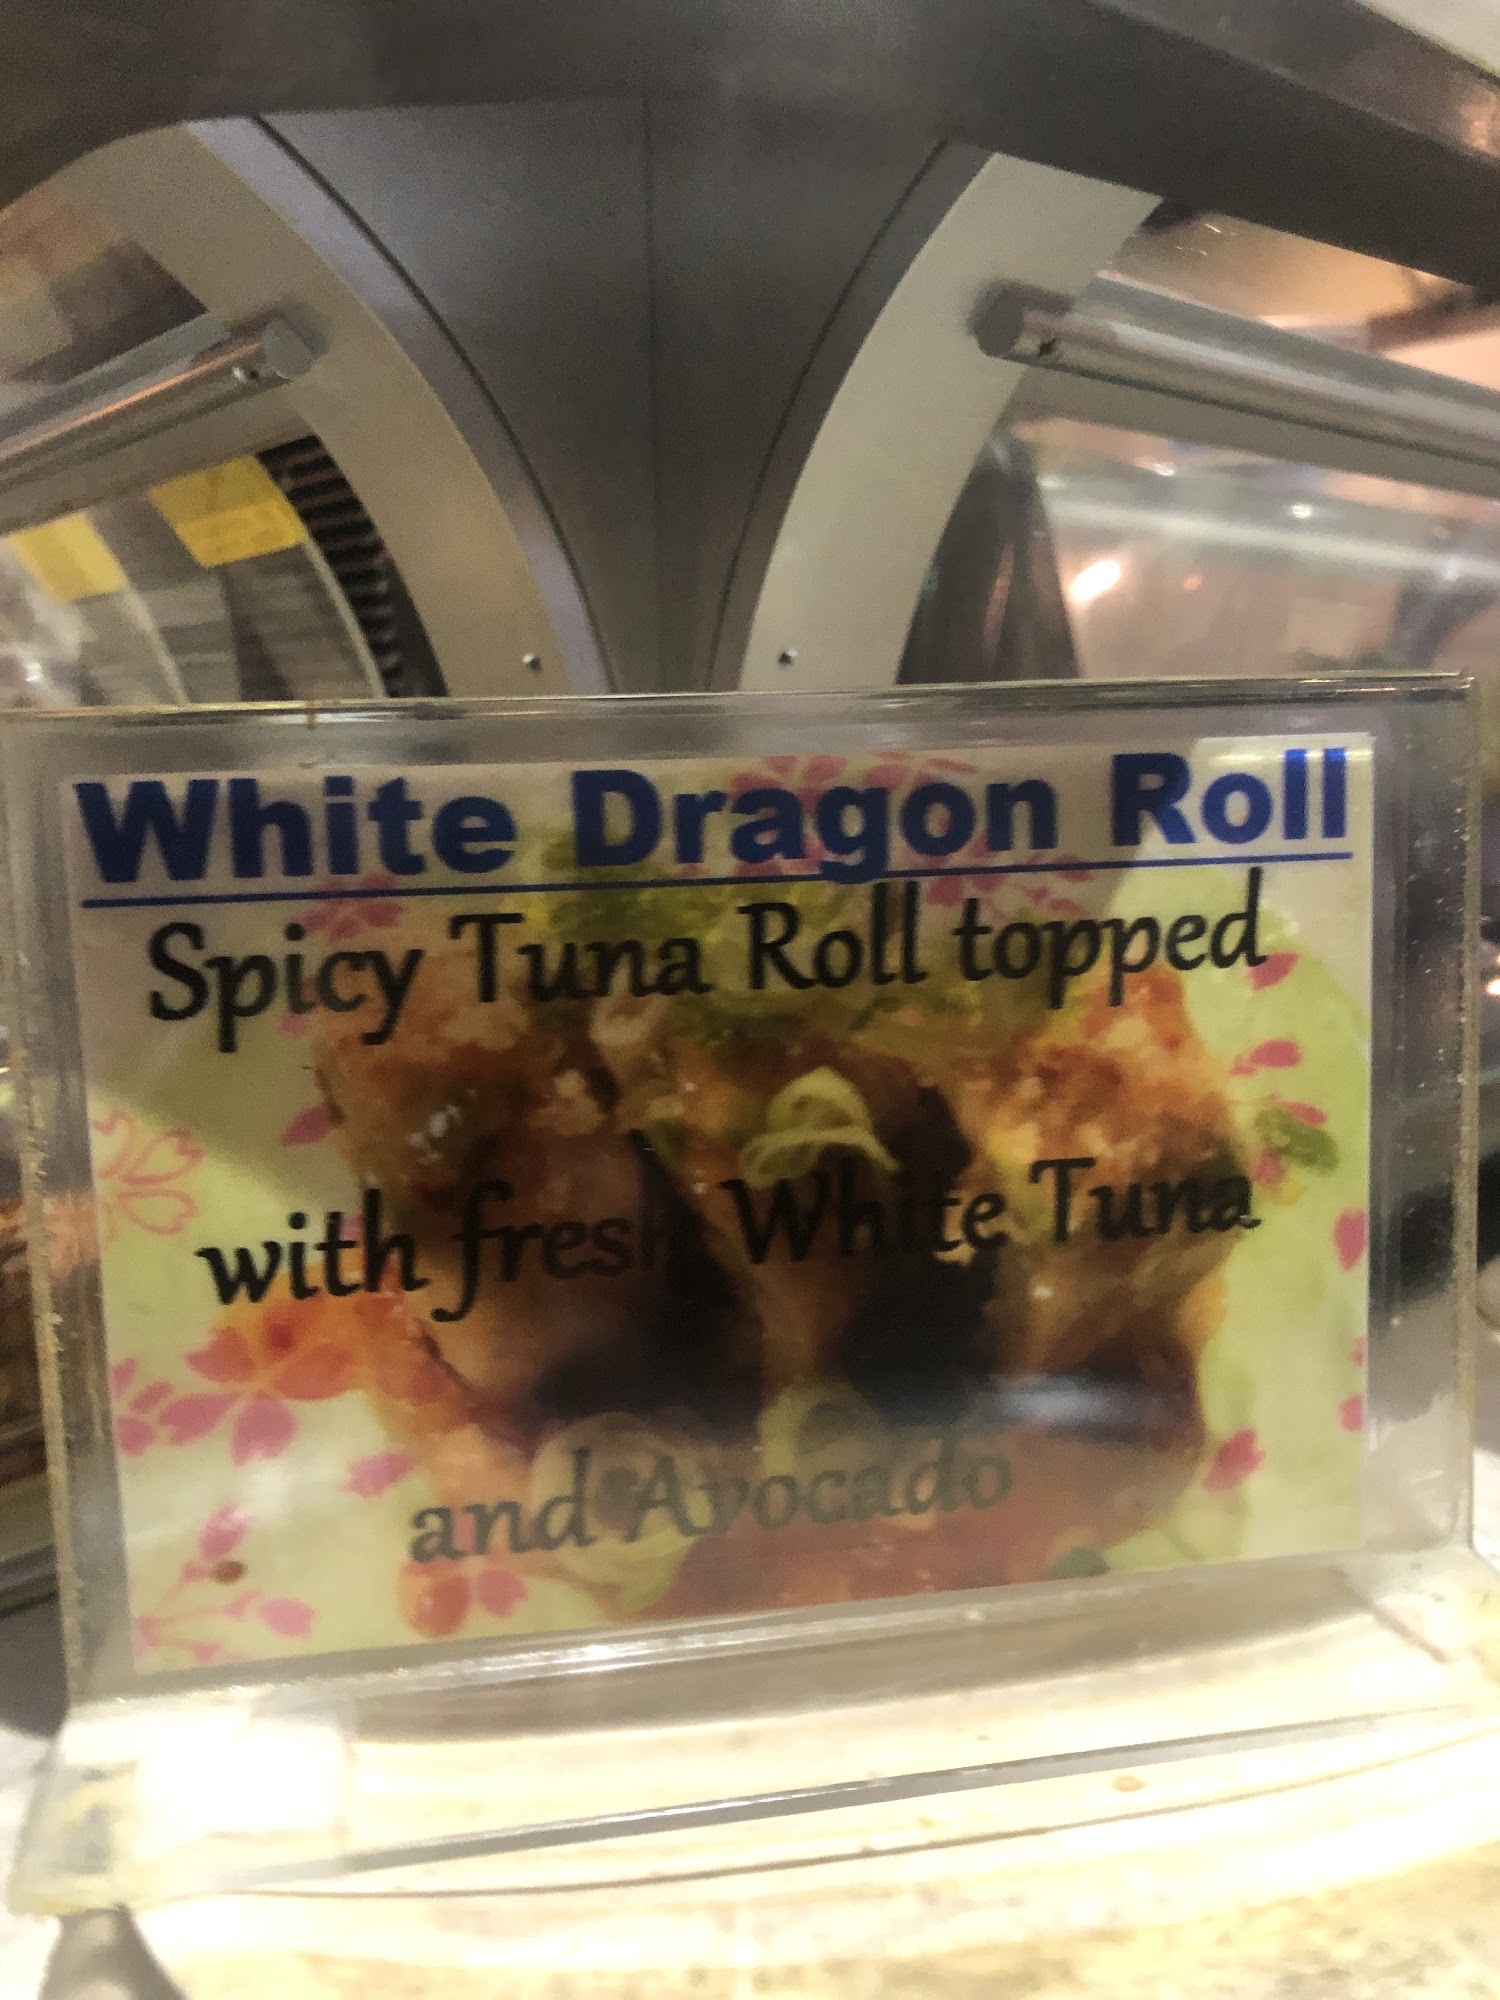 White Dragon Roll
Spicy Tuna Roll topped
with fresh White Tuna
and Avocado